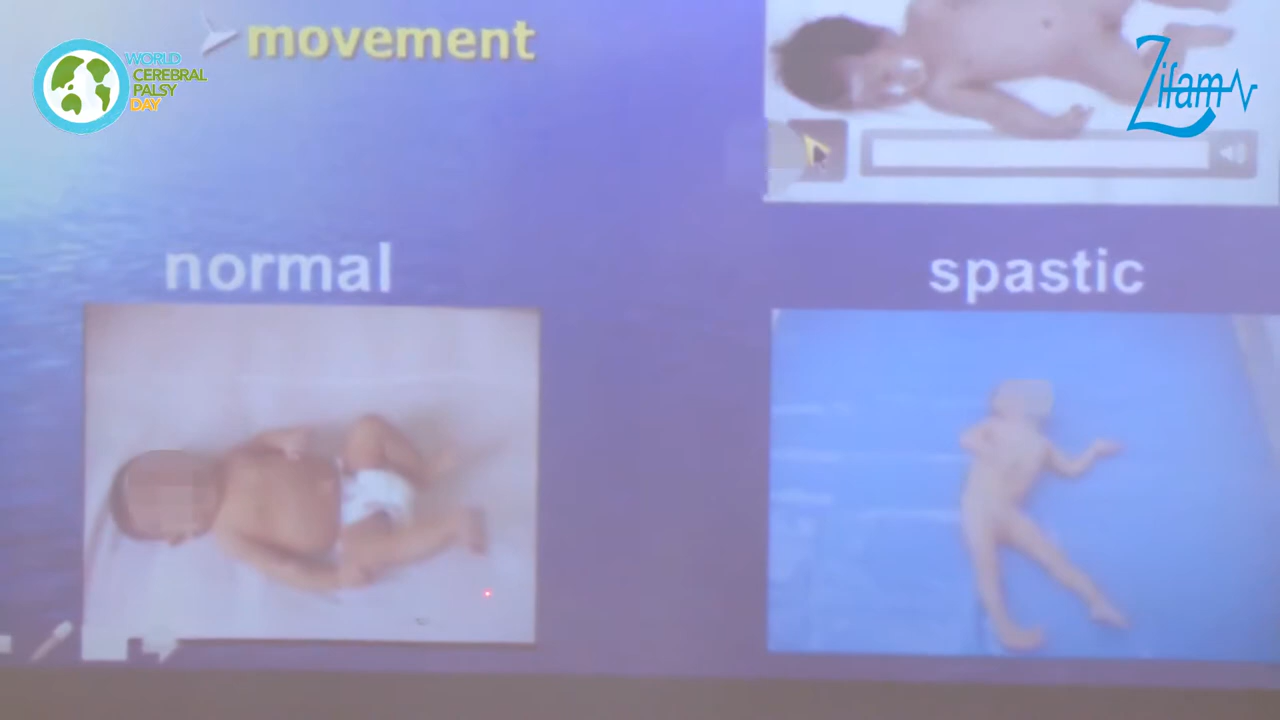 movement
WORLD
CEREBRAL
PALSY
DAY
Zifam
normal
spastic